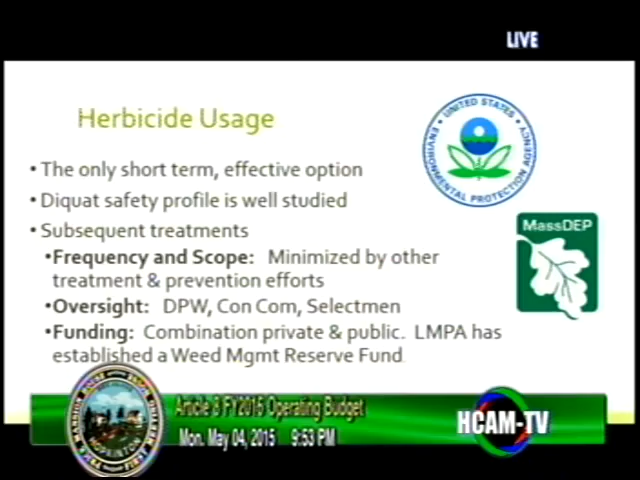 LIVE
Herbicide Usage
• The only short term, effective option
• Diquat safety profile is well studied
• Subsequent treatments
•Frequency and Scope: Minimized by other
treatment & prevention efforts
•Oversight: DPW, Con Com, Selectmen
•Funding: Combination private & public. LMPA has
established a Weed Mgmt Reserve Fund
UNITED STATES
ENVIRONMENTAL PROTECTION AGENCY
MassDEP
Article 8 FY2015 Operating Budget
Mon. May 04, 2015 9:53 PM
HCAM-TV
HOPKINTON